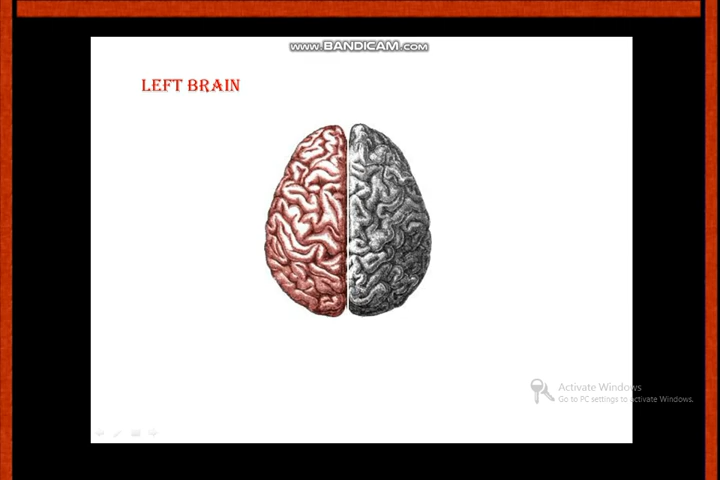 www.BANDICAM.com
LEFT BRAIN
Activate Windows
Go to PC settings to activate Windows.